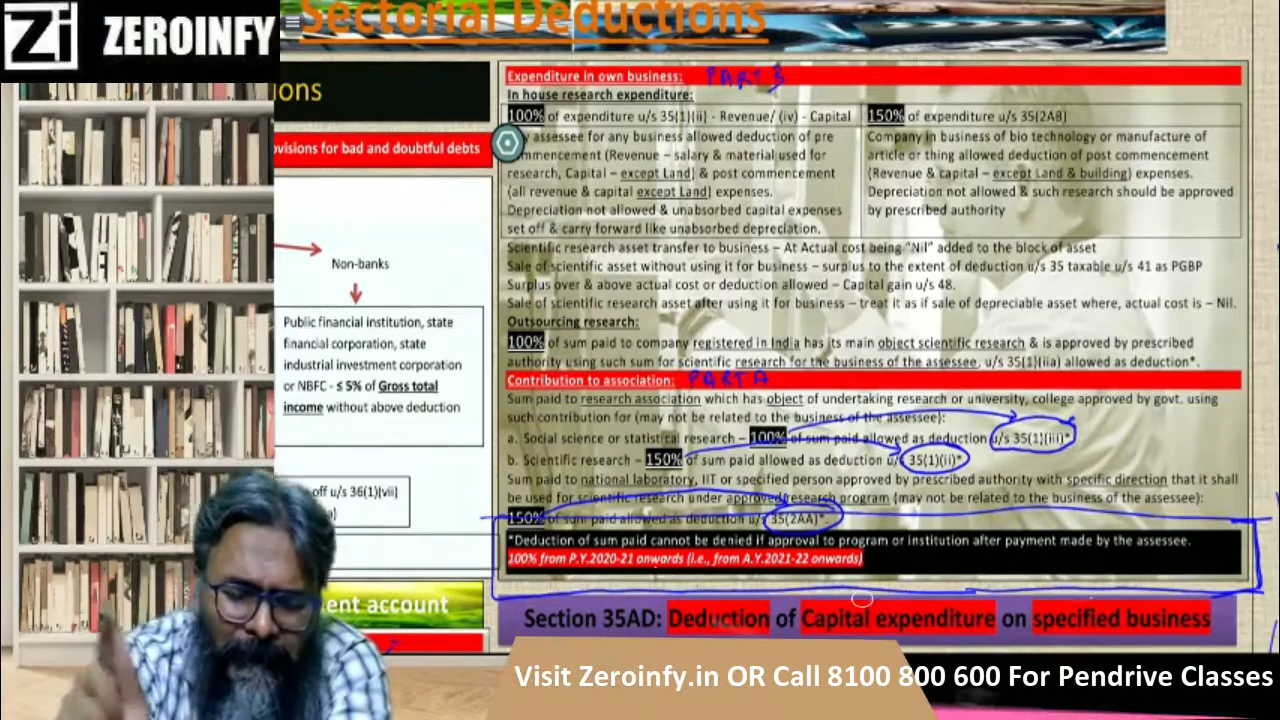 Sectorial Deductions
Zi ZEROINFY
ions
ovisions for bad and doubtful debts
Non-banks
Public financial institution, state
financial corporation, state
industrial investment corporation
or NBFC - ≤ 5% of Gross total
income without above deduction
off u/s 36(1)(vii)
ent account
Expenditure in own business: PART B
In house research expenditure:
100% of expenditure u/s 35(1)(ii) - Revenue/ (iv) - Capital
assessee for any business allowed deduction of pre
mmencement (Revenue – salary & material used for
research, Capital – except Land) & post commencement
(all revenue & capital except Land) expenses.
Depreciation not allowed & unabsorbed capital expenses
set off & carry forward like unabsorbed depreciation.
150% of expenditure u/s 35(2AB)
Company in business of bio technology or manufacture of
article or thing allowed deduction of post commencement
(Revenue & capital – except Land & building) expenses.
Depreciation not allowed & such research should be approved
by prescribed authority
Scientific research asset transfer to business – At Actual cost being "Nil" added to the block of asset
Sale of scientific asset without using it for business – surplus to the extent of deduction u/s 35 taxable u/s 41 as PGBP
Surplus over & above actual cost or deduction allowed – Capital gain u/s 48.
Sale of scientific research asset after using it for business – treat it as if sale of depreciable asset where, actual cost is – Nil.
Outsourcing research:
100% of sum paid to company registered in India has its main object scientific research & is approved by prescribed
authority using such sum for scientific research for the business of the assessee, u/s 35(1)(iia) allowed as deduction*.
Contribution to association: PART A
Sum paid to research association which has object of undertaking research or university, college approved by govt. using
such contribution for (may not be related to the business of the assessee):
a. Social science or statistical research – 100% of sum paid allowed as deduction u/s 35(1)(iii)*
b. Scientific research – 150% of sum paid allowed as deduction u/s 35(1)(ii)*
Sum paid to national laboratory, IIT or specified person approved by prescribed authority with specific direction that it shall
be used for scientific research under approved research program (may not be related to the business of the assessee):
150% of sum paid allowed as deduction u/s 35(2AA)*.
*Deduction of sum paid cannot be denied if approval to program or institution after payment made by the assessee.
100% from P.Y.2020-21 onwards (i.e., from A.Y.2021-22 onwards)
Section 35AD: Deduction of Capital expenditure on specified business
Visit Zeroinfy.in OR Call 8100 800 600 For Pendrive Classes